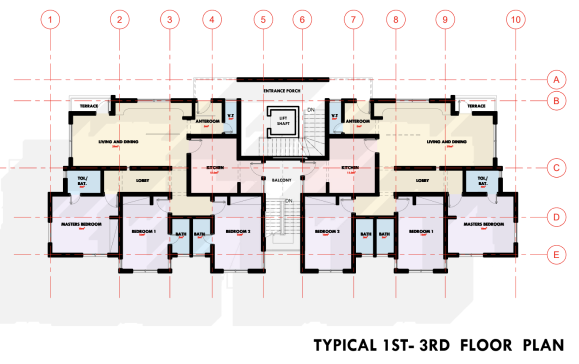 1 2 3 4 5 6 7 8 9 10
A
B
C
D
E
TERRACE
ENTRANCE PORCH
TERRACE
ANTEROOM
V.T
LIFT
SHAFT
DN
V.T
ANTEROOM
LIVING AND DINING
LIVING AND DINING
KITCHEN
BALCONY
KITCHEN
TOI./
BAT.
LOBBY
LOBBY
TOI./
BAT.
DN
MASTERS BEDROOM
BEDROOM 1
BATH
BATH
BEDROOM 2
BEDROOM 2
BATH
BATH
BEDROOM 1
MASTERS BEDROOM
TYPICAL 1ST- 3RD FLOOR PLAN